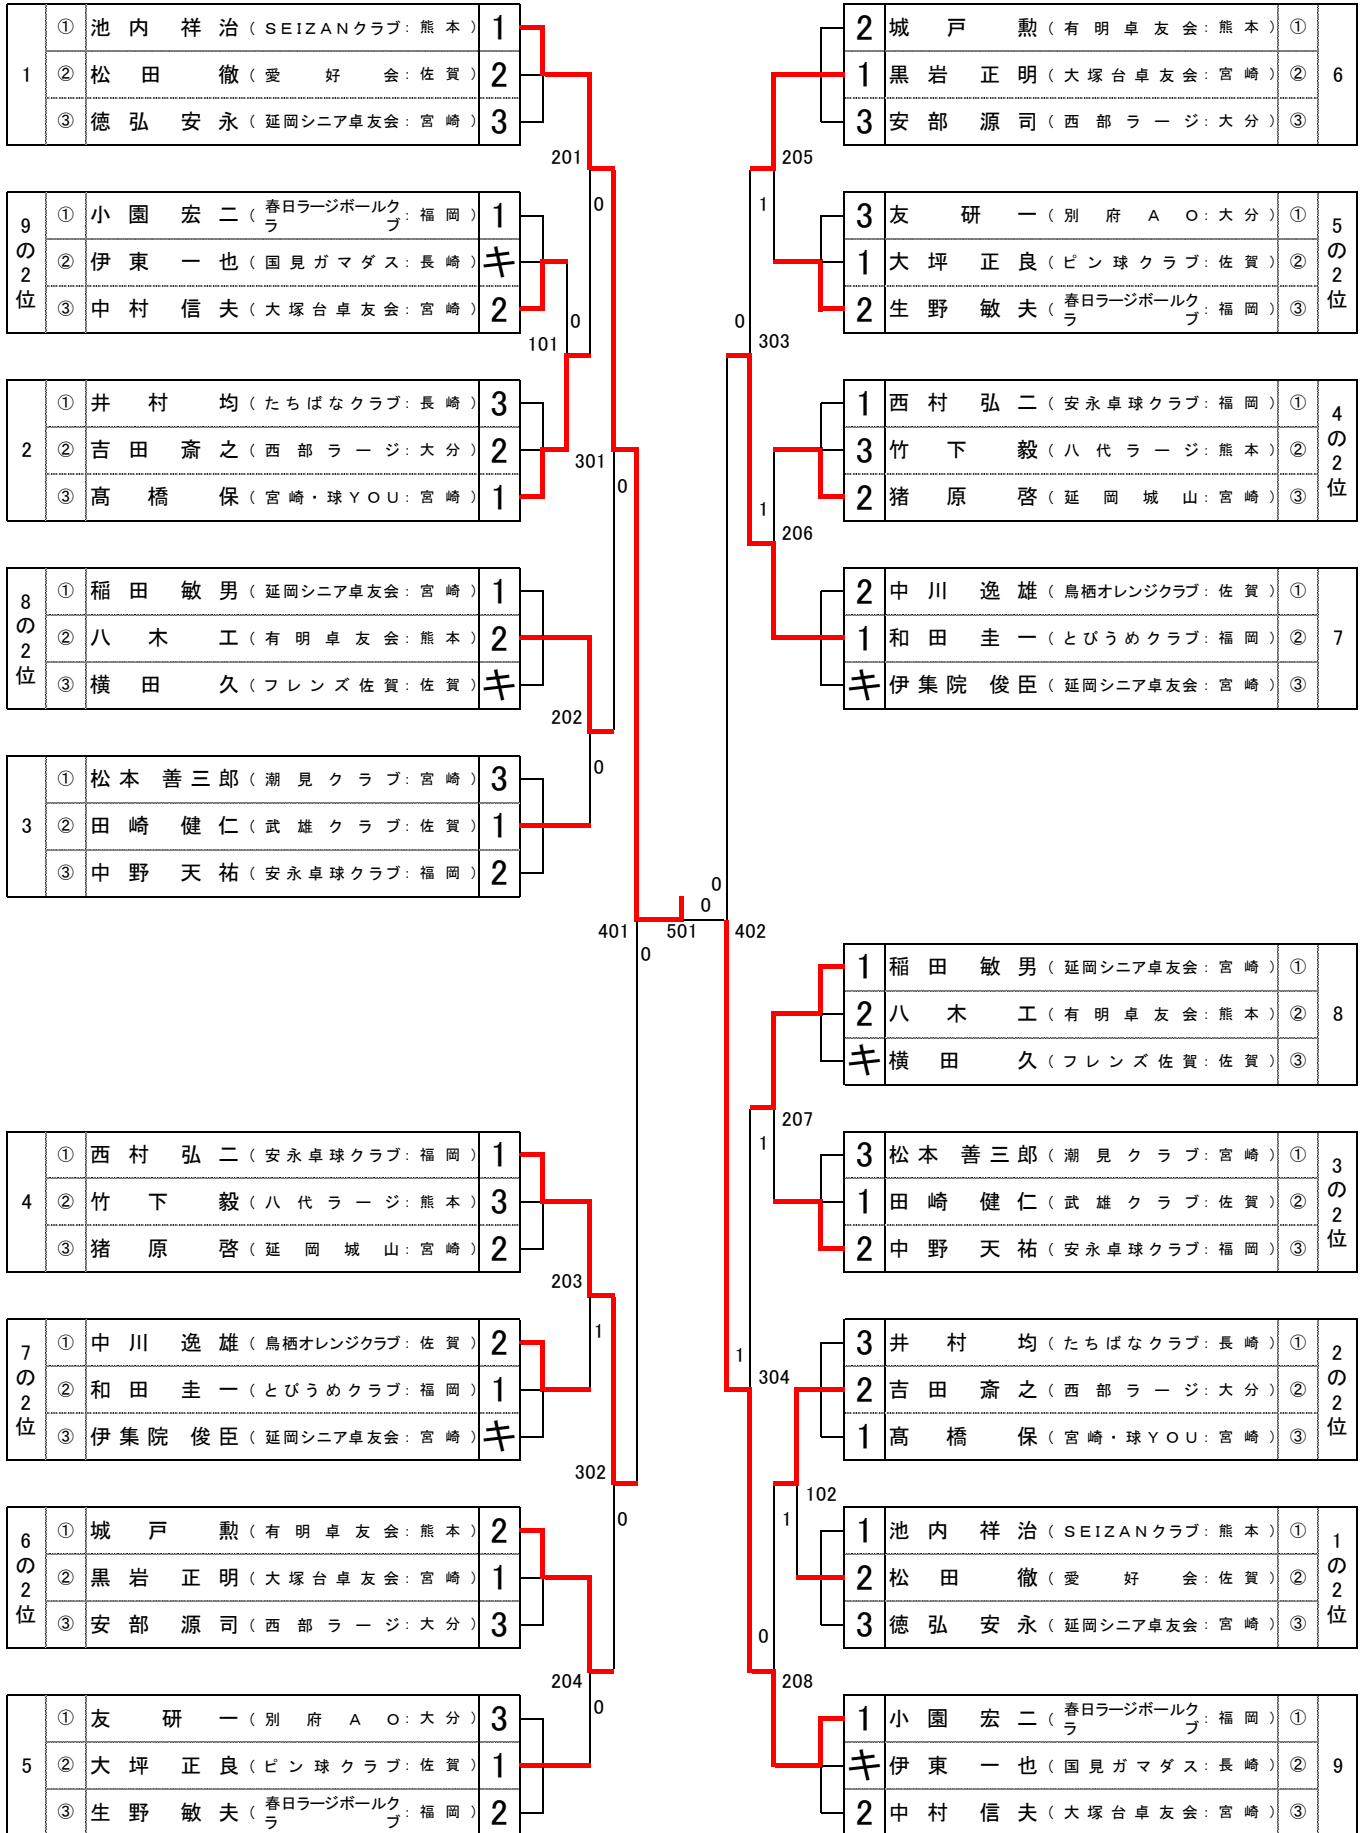 1
① 池内 祥治 (SEIZANクラブ:熊本) 1
② 松田 徹 (愛好会:佐賀) 2
③ 徳弘 安永 (延岡シニア卓友会:宮崎) 3
201
0
9の2位
① 小園 宏二 (春日ラージボールクラブ:福岡) 1
② 伊東 一也 (国見ガマダス:長崎) キ
③ 中村 信夫 (大塚台卓友会:宮崎) 2
0
101
2
① 井村 均 (たちばなクラブ:長崎) 3
② 吉田 斎之 (西部ラージ:大分) 2
③ 髙橋 保 (宮崎・球YOU:宮崎) 1
301
0
8の2位
① 稲田 敏男 (延岡シニア卓友会:宮崎) 1
② 八木 工 (有明卓友会:熊本) 2
③ 横田 久 (フレンズ佐賀:佐賀) キ
202
0
3
① 松本 善三郎 (潮見クラブ:宮崎) 3
② 田崎 健仁 (武雄クラブ:佐賀) 1
③ 中野 天祐 (安永卓球クラブ:福岡) 2
401
0
4
① 西村 弘二 (安永卓球クラブ:福岡) 1
② 竹下 毅 (八代ラージ:熊本) 3
③ 猪原 啓 (延岡城山:宮崎) 2
203
1
7の2位
① 中川 逸雄 (鳥栖オレンジクラブ:佐賀) 2
② 和田 圭一 (とびうめクラブ:福岡) 1
③ 伊集院 俊臣 (延岡シニア卓友会:宮崎) キ
302
0
6の2位
① 城戸 勲 (有明卓友会:熊本) 2
② 黒岩 正明 (大塚台卓友会:宮崎) 1
③ 安部 源司 (西部ラージ:大分) 3
204
0
5
① 友 研一 (別府AO:大分) 3
② 大坪 正良 (ピン球クラブ:佐賀) 1
③ 生野 敏夫 (春日ラージボールクラブ:福岡) 2
501
0
0
402
2 城戸 勲 (有明卓友会:熊本) ①
1 黒岩 正明 (大塚台卓友会:宮崎) ②
3 安部 源司 (西部ラージ:大分) ③
6
205
1
3 友 研一 (別府AO:大分) ①
1 大坪 正良 (ピン球クラブ:佐賀) ②
2 生野 敏夫 (春日ラージボールクラブ:福岡) ③
5の2位
0
303
1 西村 弘二 (安永卓球クラブ:福岡) ①
3 竹下 毅 (八代ラージ:熊本) ②
2 猪原 啓 (延岡城山:宮崎) ③
4の2位
1
206
2 中川 逸雄 (鳥栖オレンジクラブ:佐賀) ①
1 和田 圭一 (とびうめクラブ:福岡) ②
キ 伊集院 俊臣 (延岡シニア卓友会:宮崎) ③
7
1 稲田 敏男 (延岡シニア卓友会:宮崎) ①
2 八木 工 (有明卓友会:熊本) ②
キ 横田 久 (フレンズ佐賀:佐賀) ③
8
207
1
3 松本 善三郎 (潮見クラブ:宮崎) ①
1 田崎 健仁 (武雄クラブ:佐賀) ②
2 中野 天祐 (安永卓球クラブ:福岡) ③
3の2位
1
304
3 井村 均 (たちばなクラブ:長崎) ①
2 吉田 斎之 (西部ラージ:大分) ②
1 髙橋 保 (宮崎・球YOU:宮崎) ③
2の2位
102
1
1 池内 祥治 (SEIZANクラブ:熊本) ①
2 松田 徹 (愛好会:佐賀) ②
3 徳弘 安永 (延岡シニア卓友会:宮崎) ③
1の2位
0
208
1 小園 宏二 (春日ラージボールクラブ:福岡) ①
キ 伊東 一也 (国見ガマダス:長崎) ②
2 中村 信夫 (大塚台卓友会:宮崎) ③
9